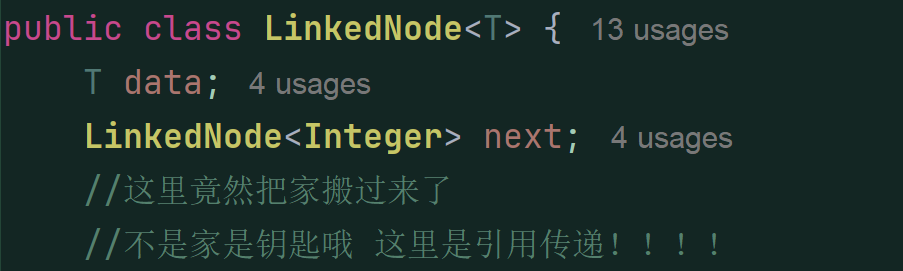 public class LinkedNode<T> { 13 usages
T data; 4 usages
LinkedNode<Integer> next; 4 usages
//这里竟然把家搬过来了
//不是家是钥匙哦 这里是引用传递！！！！